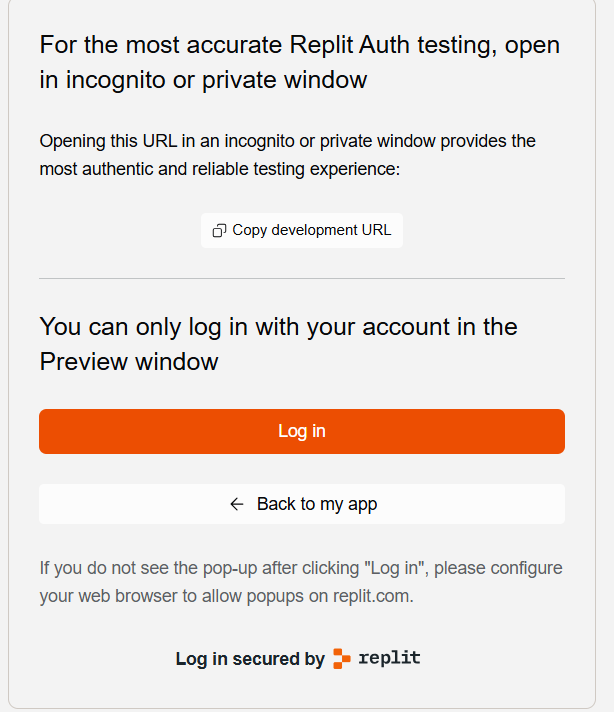 For the most accurate Replit Auth testing, open
in incognito or private window
Opening this URL in an incognito or private window provides the
most authentic and reliable testing experience:
Copy development URL
You can only log in with your account in the
Preview window
Log in
Back to my app
If you do not see the pop-up after clicking "Log in", please configure
your web browser to allow popups on replit.com.
Log in secured by replit